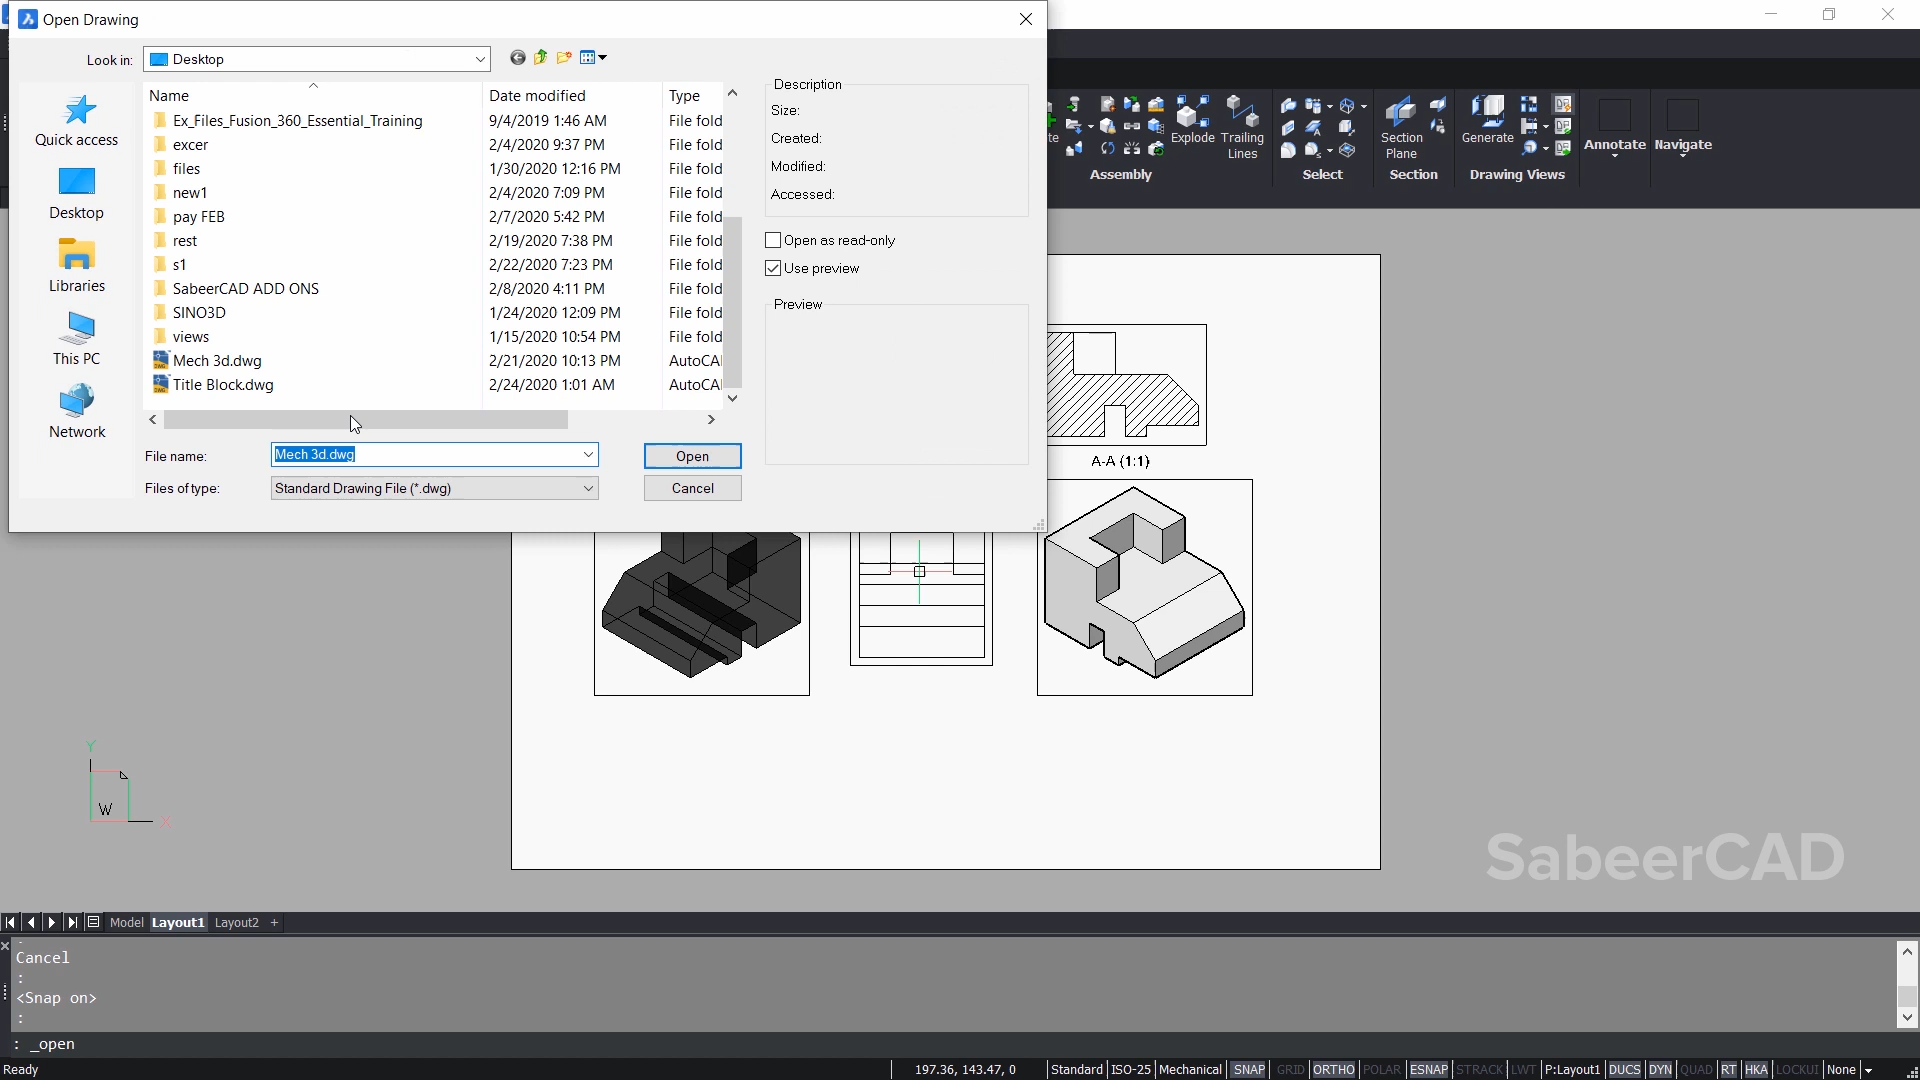 Open Drawing
Look in: Desktop
Quick access
Desktop
Libraries
This PC
Network
Name Date modified Type
Ex_Files_Fusion_360_Essential_Training 9/4/2019 1:46 AM File fold
excer 2/4/2020 9:37 PM File fold
files 1/30/2020 12:16 PM File fold
new1 2/4/2020 7:09 PM File fold
pay FEB 2/7/2020 5:42 PM File fold
rest 2/19/2020 7:38 PM File fold
s1 2/22/2020 7:23 PM File fold
SabeerCAD ADD ONS 2/8/2020 4:11 PM File fold
SINO3D 1/24/2020 12:09 PM File fold
views 1/15/2020 10:54 PM File fold
Mech 3d.dwg 2/21/2020 10:13 PM AutoCA
Title Block.dwg 2/24/2020 1:01 AM AutoCA
File name: Mech 3d.dwg Open
Files of type: Standard Drawing File (*.dwg) Cancel
Description
Size:
Created:
Modified:
Accessed:
Open as read-only
Use preview
Preview
te Explode Trailing Lines
Assembly
Select
Section Plane
Section
Generate
Drawing Views
Annotate
Navigate
A-A (1:1)
Y
W
X
SabeerCAD
Model Layout1 Layout2 +
Cancel
:
<Snap on>
:
: _open
Ready 197.36, 143.47, 0 Standard ISO-25 Mechanical SNAP GRID ORTHO POLAR ESNAP STRACK LWT P:Layout1 DUCS DYN QUAD RT HKA LOCKUI None